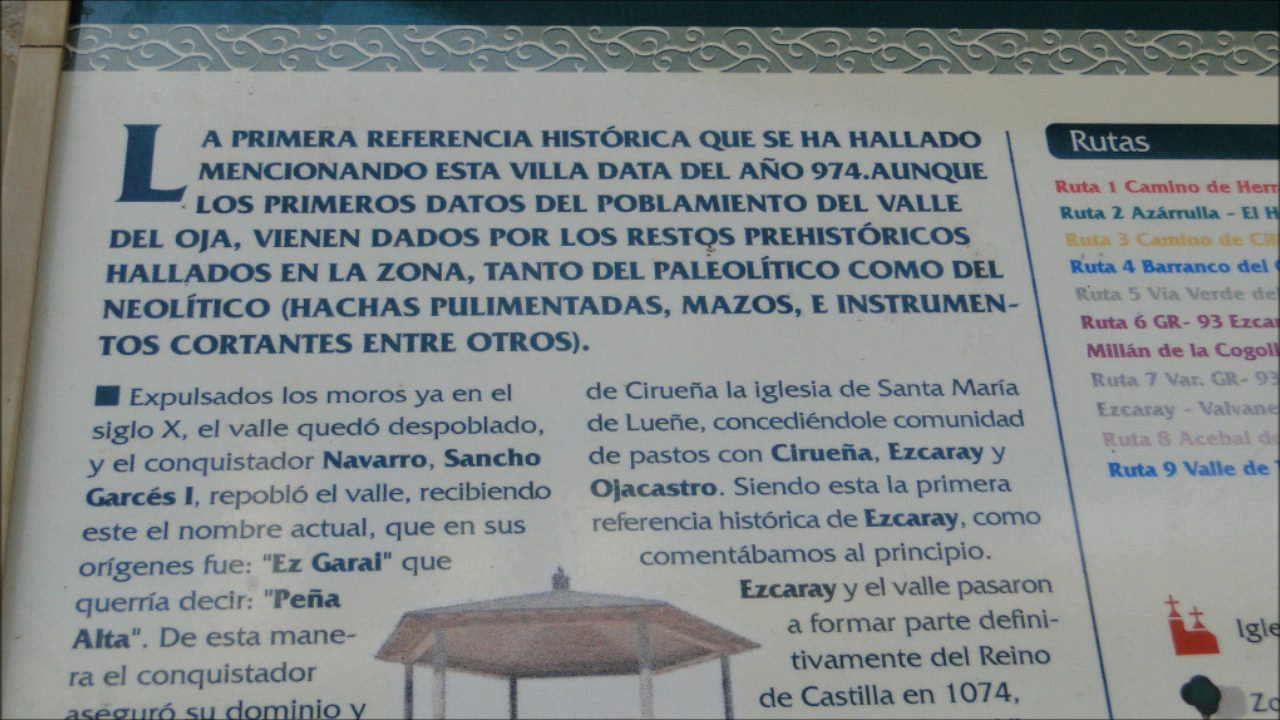 LA PRIMERA REFERENCIA HISTÓRICA QUE SE HA HALLADO
MENCIONANDO ESTA VILLA DATA DEL AÑO 974.AUNQUE
LOS PRIMEROS DATOS DEL POBLAMIENTO DEL VALLE
DEL OJA, VIENEN DADOS POR LOS RESTOS PREHISTÓRICOS
HALLADOS EN LA ZONA, TANTO DEL PALEOLÍTICO COMO DEL
NEOLÍTICO (HACHAS PULIMENTADAS, MAZOS, E INSTRUMEN-
TOS CORTANTES ENTRE OTROS).
Expulsados los moros ya en el
siglo X, el valle quedó despoblado,
y el conquistador Navarro, Sancho
Garcés I, repobló el valle, recibiendo
este el nombre actual, que en sus
orígenes fue: "Ez Garai" que
querría decir: "Peña
Alta". De esta mane-
ra el conquistador
aseguró su dominio y
de Cirueña la iglesia de Santa María
de Lueñe, concediéndole comunidad
de pastos con Cirueña, Ezcaray y
Ojacastro. Siendo esta la primera
referencia histórica de Ezcaray, como
comentábamos al principio.
Ezcaray y el valle pasaron
a formar parte defini-
tivamente del Reino
de Castilla en 1074,
Rutas
Ruta 1 Camino de
Ruta 2 Azárrulla - El
Ruta 3 Camino de
Ruta 4 Barranco del
Ruta 5 Vía Verde
Ruta 6 GR- 93
Millán de la
Ruta 7 Var. GR- 93
Ezcaray -
Ruta 8 Acebal
Ruta 9 Valle de